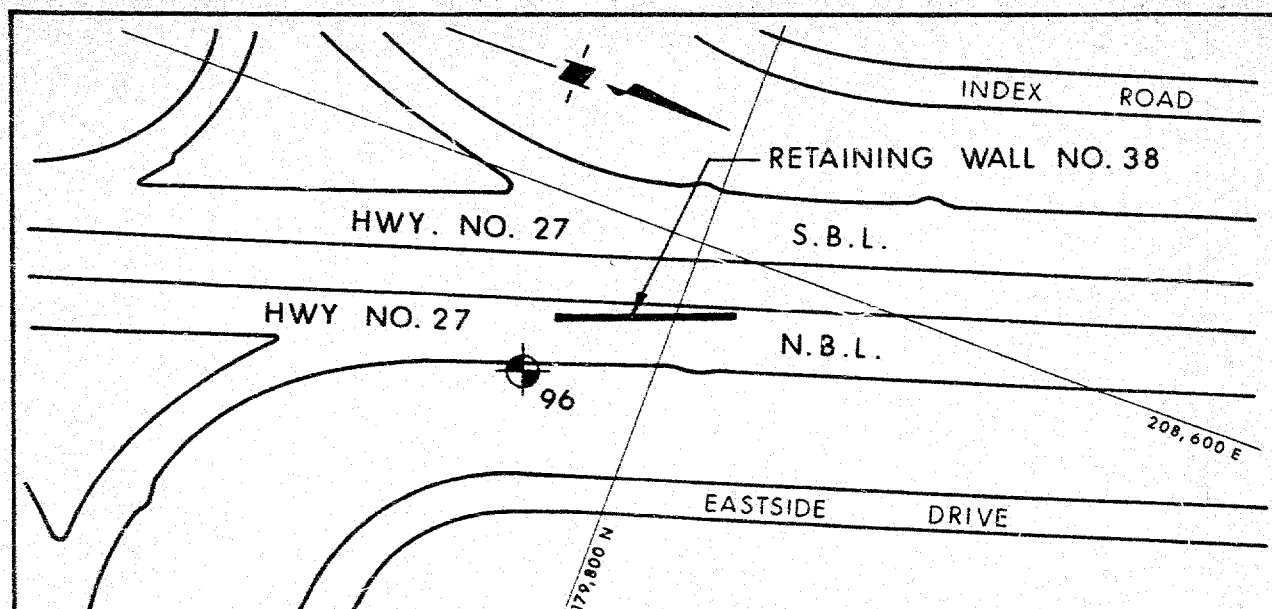 INDEX ROAD
RETAINING WALL NO. 38
HWY. NO. 27
S.B.L.
HWY NO. 27
N.B.L.
96
208,600 E
EASTSIDE DRIVE
179,800 N